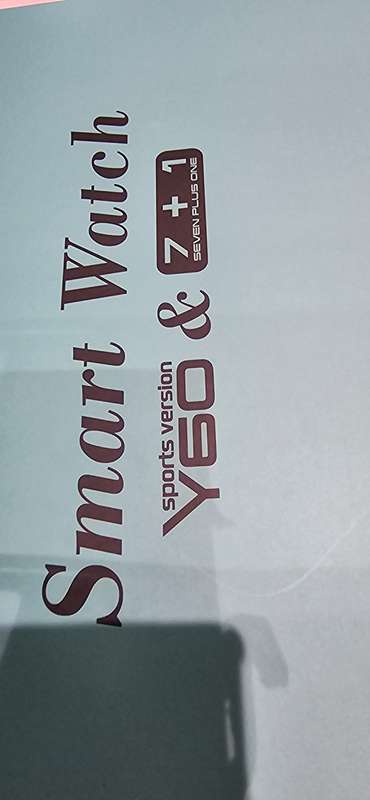 Smart Watch
sports version
Y60 & 7 + 1
SEVEN PLUS ONE